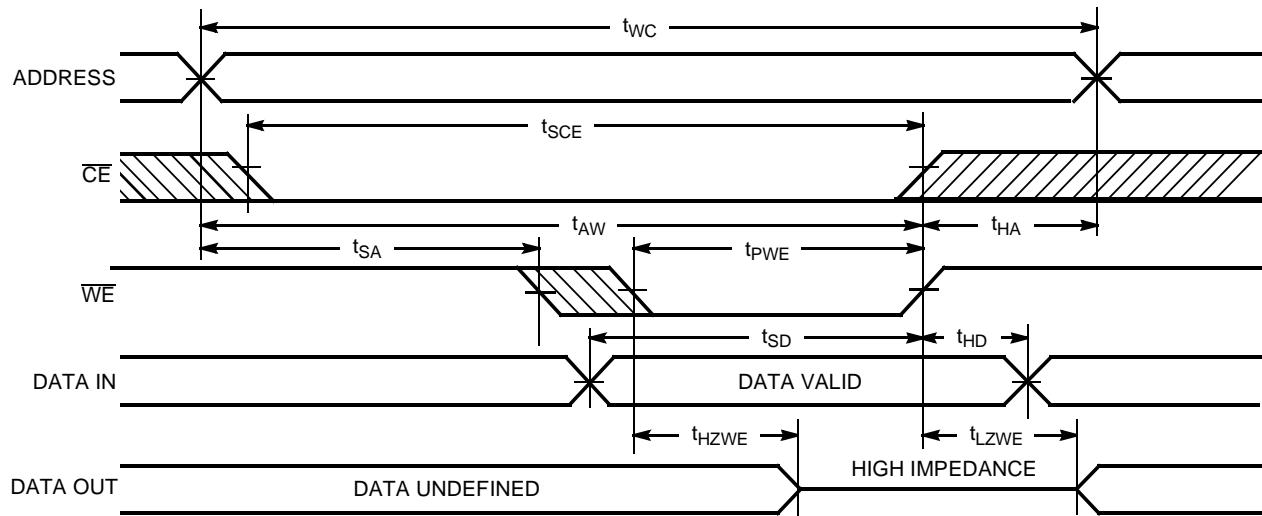 tWC
ADDRESS
tSCE
CE
tAW
tHA
tSA
tPWE
WE
tSD
tHD
DATA IN
DATA VALID
tHZWE
tLZWE
HIGH IMPEDANCE
DATA OUT
DATA UNDEFINED